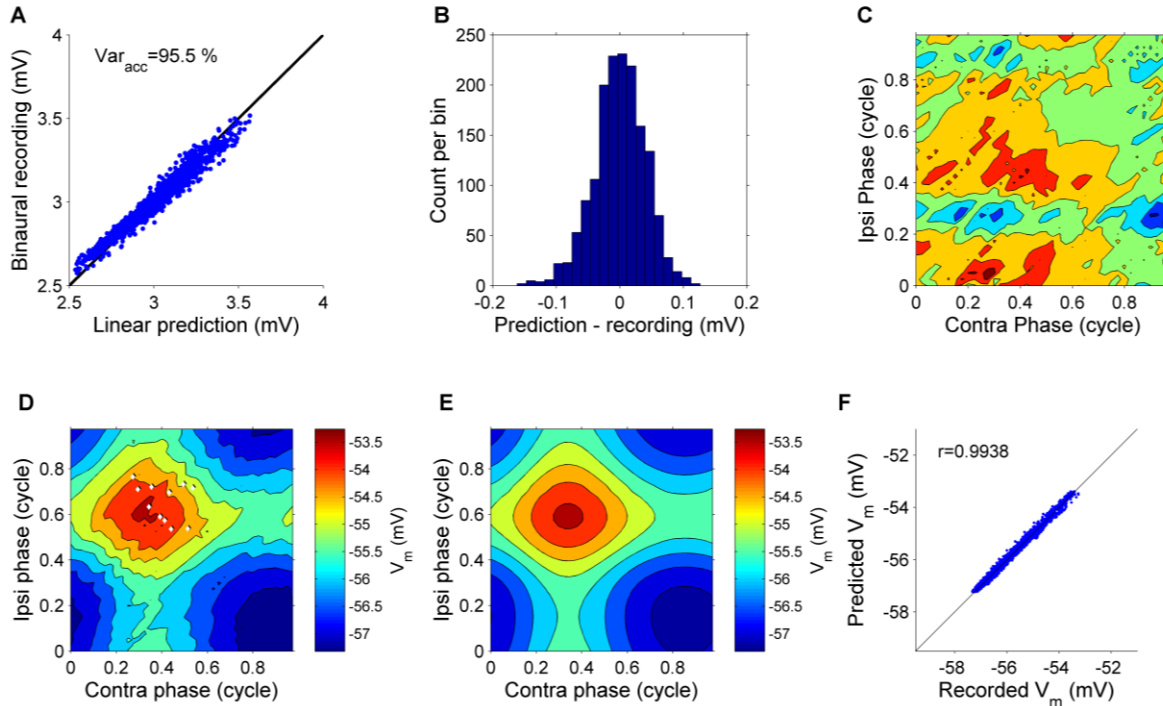 A
Var_acc=95.5 %
Binaural recording (mV)
4
3.5
3
2.5
2.5 3 3.5 4
Linear prediction (mV)
B
Count per bin
250
200
150
100
50
0
-0.2 -0.1 0 0.1 0.2
Prediction - recording (mV)
C
Ipsi Phase (cycle)
0.8
0.6
0.4
0.2
0
0 0.2 0.4 0.6 0.8
Contra Phase (cycle)
D
Ipsi phase (cycle)
0.8
0.6
0.4
0.2
0
0 0.2 0.4 0.6 0.8
Contra phase (cycle)
-53.5
-54
-54.5
-55
-55.5
-56
-56.5
-57
V_m (mV)
E
Ipsi phase (cycle)
0.8
0.6
0.4
0.2
0
0 0.2 0.4 0.6 0.8
Contra phase (cycle)
-53.5
-54
-54.5
-55
-55.5
-56
-56.5
-57
V_m (mV)
F
r=0.9938
Predicted V_m (mV)
-52
-54
-56
-58
-58 -56 -54 -52
Recorded V_m (mV)